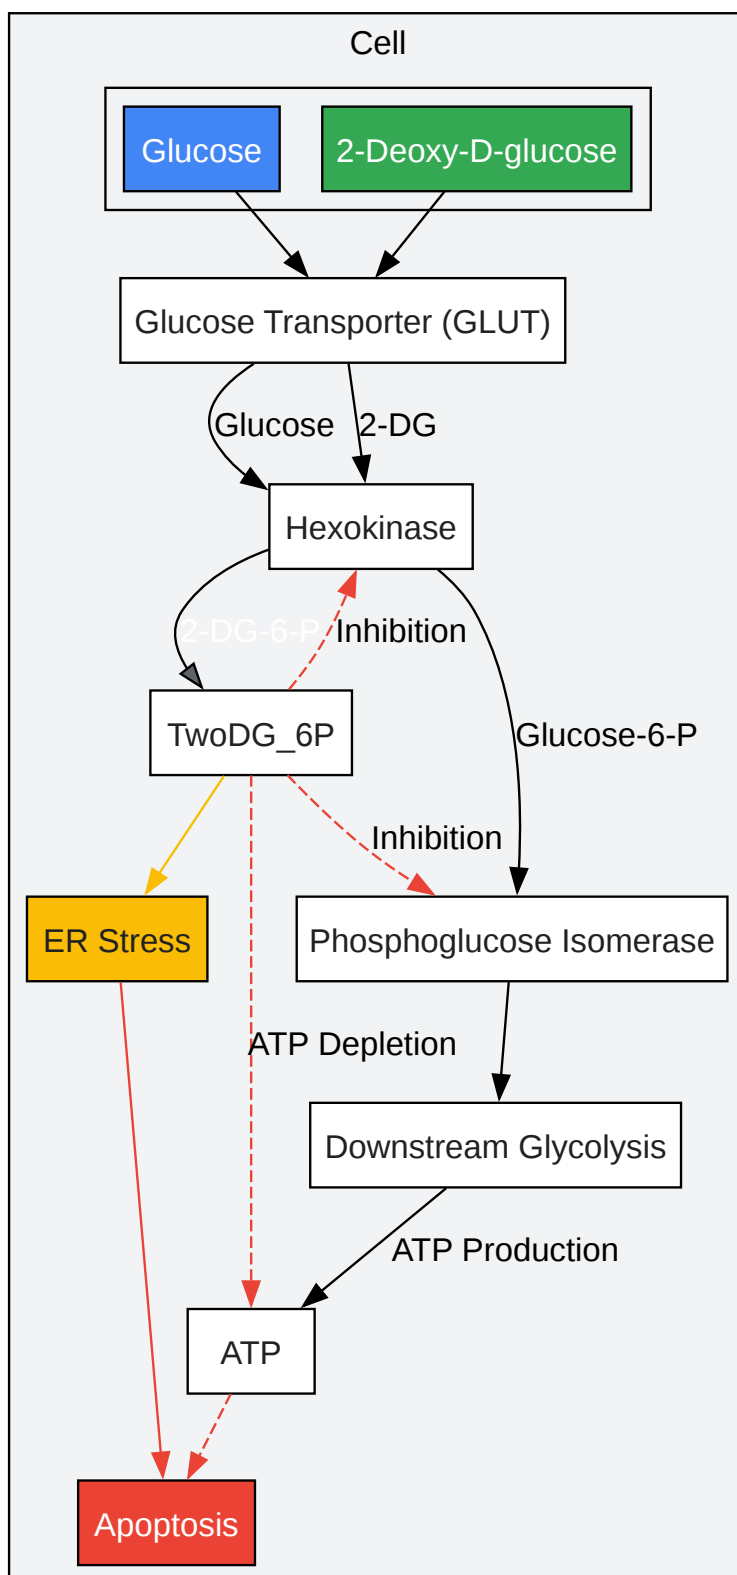 Cell
Glucose
2-Deoxy-D-glucose
Glucose Transporter (GLUT)
Glucose
2-DG
Hexokinase
2-DG-6-P
Inhibition
TwoDG_6P
Glucose-6-P
Inhibition
ER Stress
Phosphoglucose Isomerase
ATP Depletion
Downstream Glycolysis
ATP Production
ATP
Apoptosis